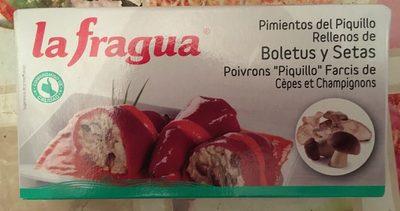 la fragua®
Pimientos del Piquillo
Rellenos de
Boletus y Setas
Poivrons "Piquillo" Farcis de
Cèpes et Champignons